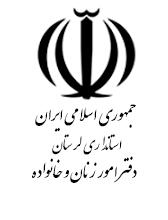 جمهوری اسلامی ایران
استانداری لرستان
دفتر امور زنان و خانواده